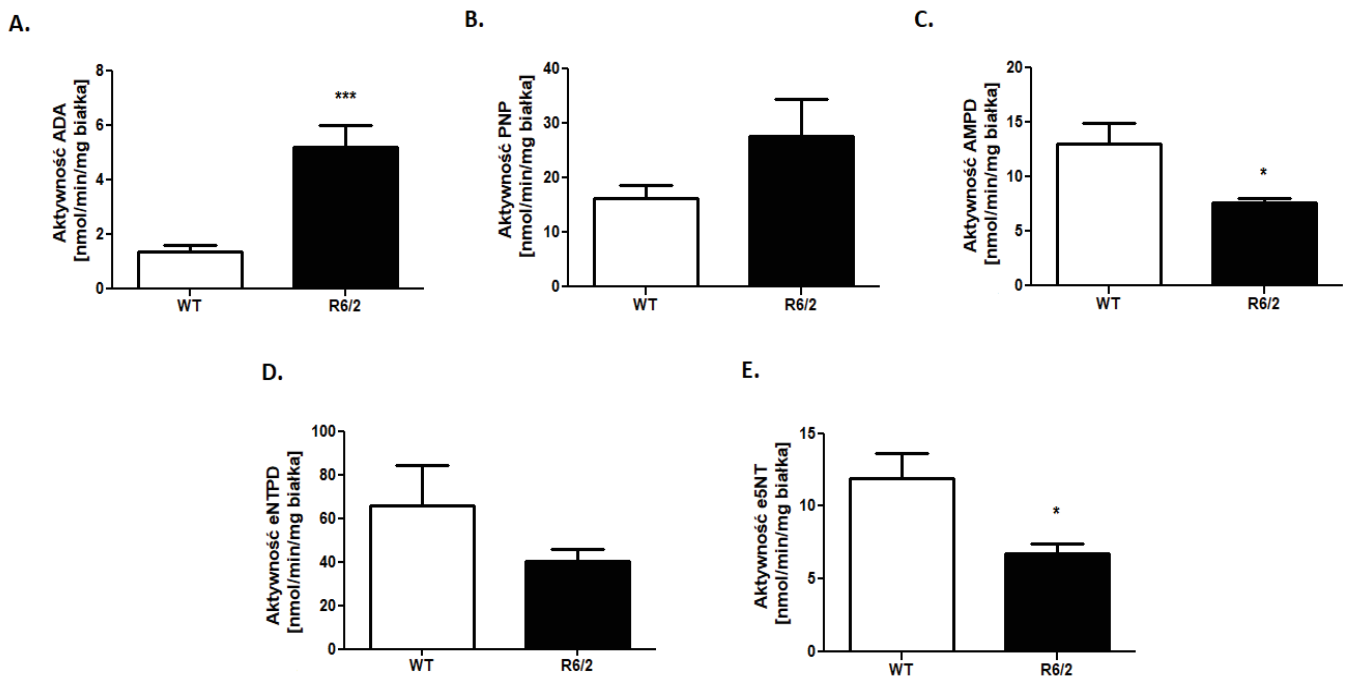 A.
Aktywność ADA
[nmol/min/mg białka]
8
6
4
2
0
***
WT
R6/2
B.
Aktywność PNP
[nmol/min/mg białka]
40
30
20
10
0
WT
R6/2
C.
Aktywność AMPD
[nmol/min/mg białka]
20
15
10
5
0
*
WT
R6/2
D.
Aktywność eNTPD
[nmol/min/mg białka]
100
80
60
40
20
0
WT
R6/2
E.
Aktywność e5NT
[nmol/min/mg białka]
15
10
5
0
*
WT
R6/2